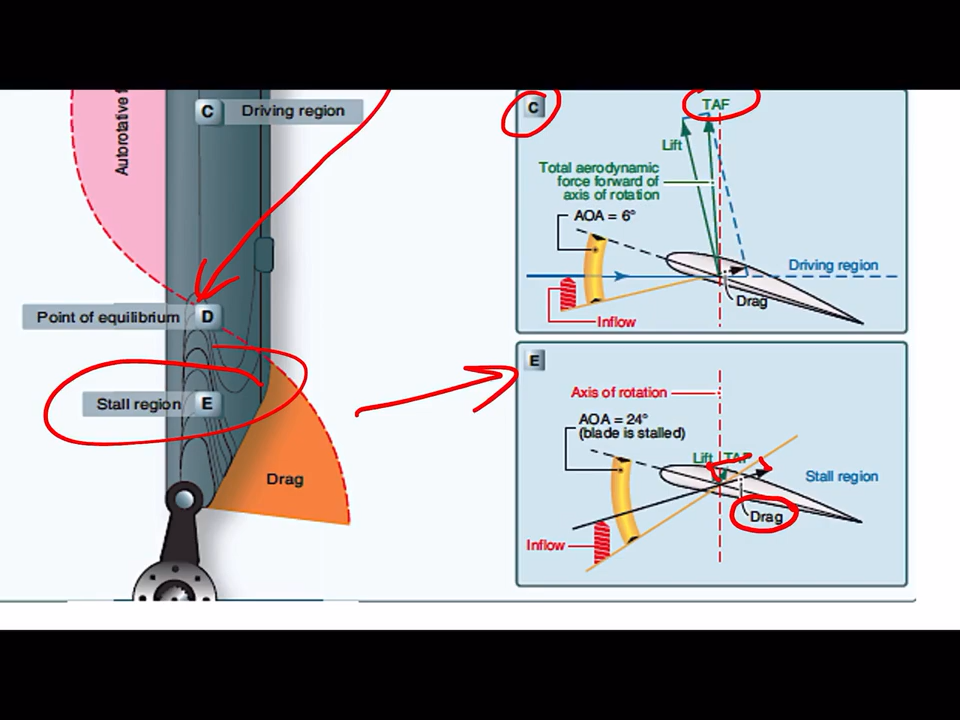 Autorotative f
C Driving region
Point of equilibrium D
Stall region E
Drag
C
TAF
Lift
Total aerodynamic
force forward of
axis of rotation
AOA = 6°
Driving region
Drag
Inflow
E
Axis of rotation
AOA = 24°
(blade is stalled)
Lift TAF
Stall region
Drag
Inflow